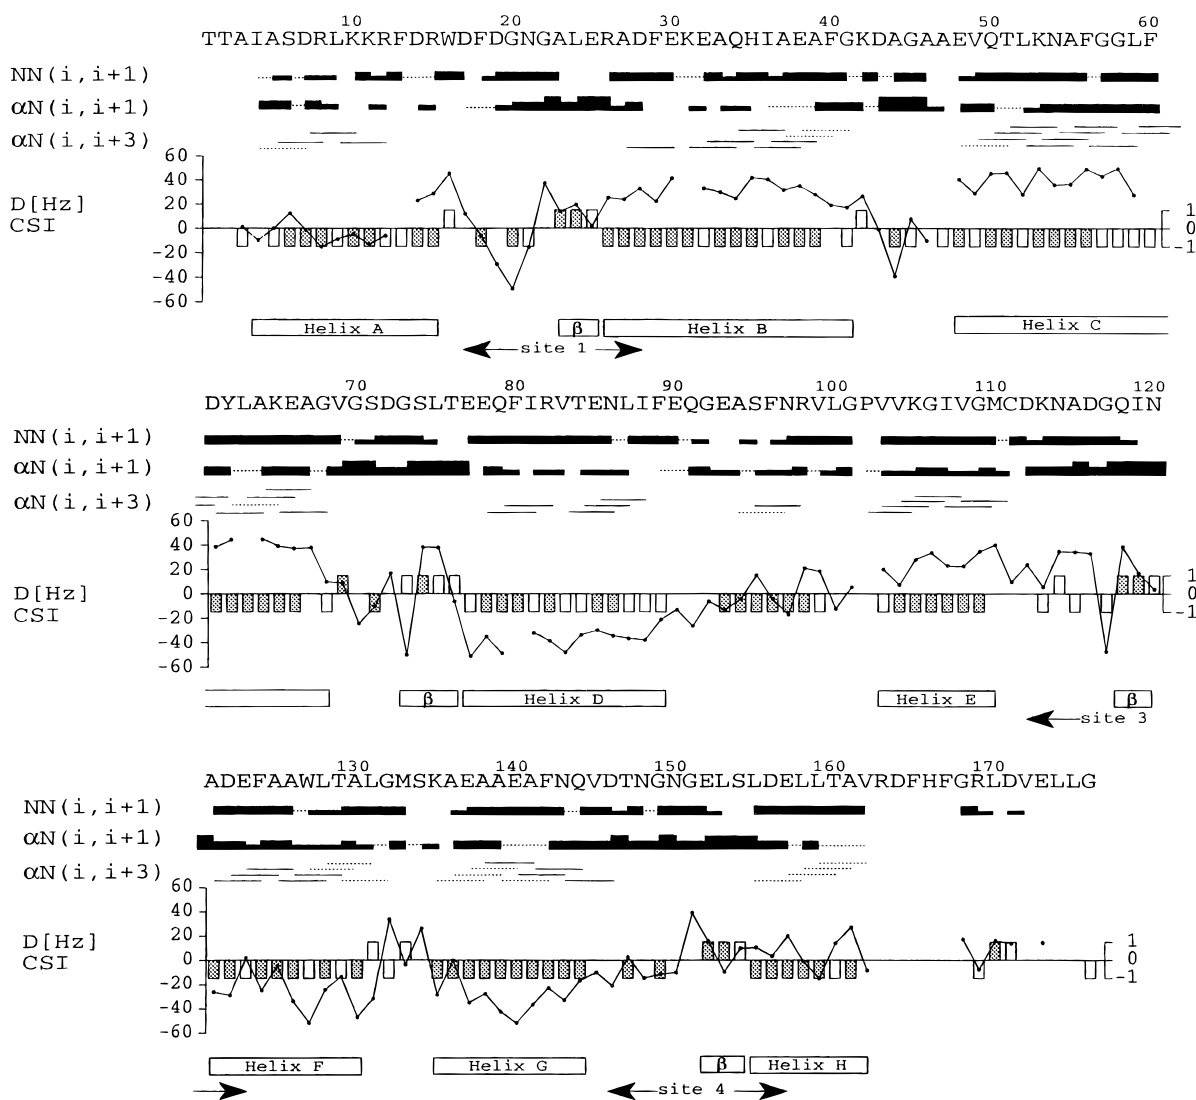 10 20 30 40 50 60
TTAIASDRLKKRFDRWDFDGNGALERADFEKEAQHIAEAFGKDAGAAEVQTLKNAFGGLF
NN(i,i+1)
αN(i,i+1)
αN(i,i+3)
60
40
D[Hz] 20 1
CSI 0 0
-20 -1
-40
-60
Helix A β Helix B Helix C
site 1
70 80 90 100 110 120
DYLAKEAGVGSDGSLTEEQFIRVTENLIFEQGEASFNRVLGPVVKGIVGMCDKNADGQIN
NN(i,i+1)
αN(i,i+1)
αN(i,i+3)
60
40
D[Hz] 20 1
CSI 0 0
-20 -1
-40
-60
β Helix D Helix E β
site 3
130 140 150 160 170
ADEFAAWLTALGMSKAEAAEAFNQVDTNGNGELSLDELLTAVRDFHFGRLDVELLG
NN(i,i+1)
αN(i,i+1)
αN(i,i+3)
60
40
D[Hz] 20 1
CSI 0 0
-20 -1
-40
-60
Helix F Helix G β Helix H
site 4